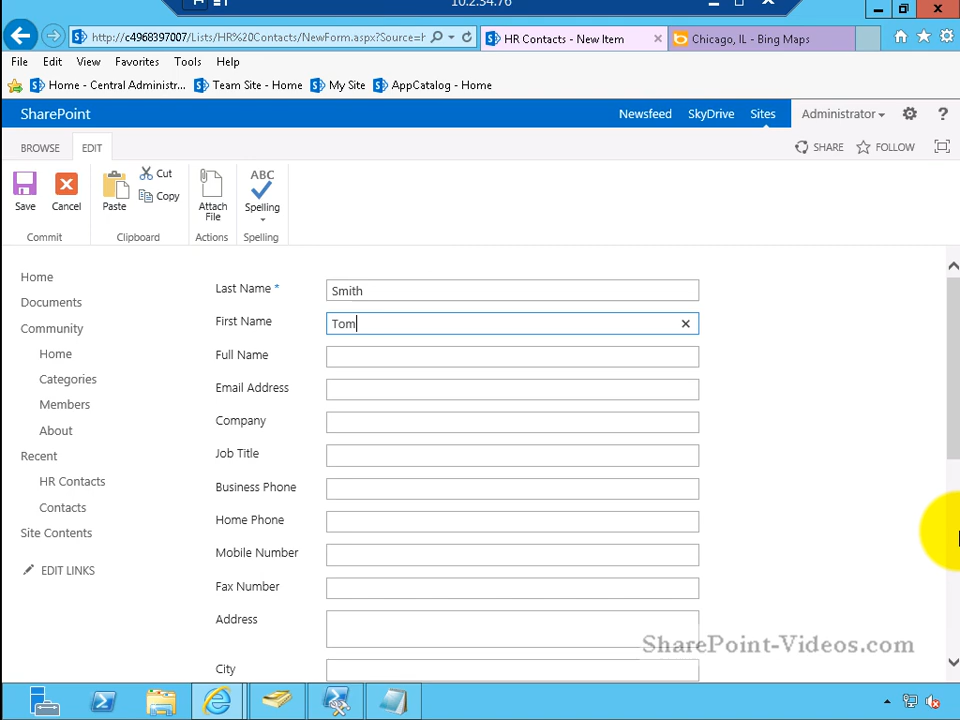 10.2.34.76
http://c4968397007/Lists/HR%20Contacts/NewForm.aspx?Source=h
HR Contacts - New Item
Chicago, IL - Bing Maps
File Edit View Favorites Tools Help
Home - Central Administr... Team Site - Home My Site AppCatalog - Home
SharePoint
Newsfeed SkyDrive Sites Administrator ?
BROWSE EDIT
SHARE FOLLOW
Save Cancel Paste Cut Copy Attach File ABC Spelling
Commit Clipboard Actions Spelling
Home
Documents
Community
Home
Categories
Members
About
Recent
HR Contacts
Contacts
Site Contents
EDIT LINKS
Last Name * Smith
First Name Tom
Full Name
Email Address
Company
Job Title
Business Phone
Home Phone
Mobile Number
Fax Number
Address
City
SharePoint-Videos.com